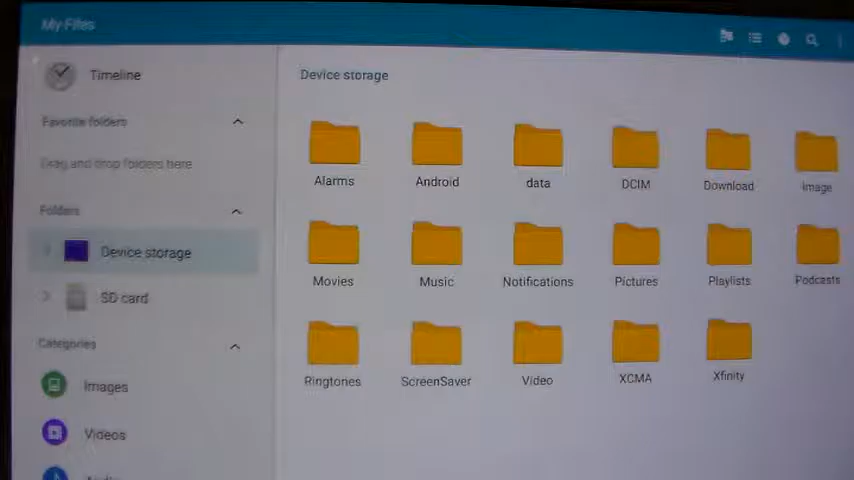 My Files
Timeline
Favorite folders
Drag and drop folders here
Folders
Device storage
SD card
Categories
Images
Videos
Device storage
Alarms
Android
data
DCIM
Download
Image
Movies
Music
Notifications
Pictures
Playlists
Podcasts
Ringtones
ScreenSaver
Video
XCMA
Xfinity